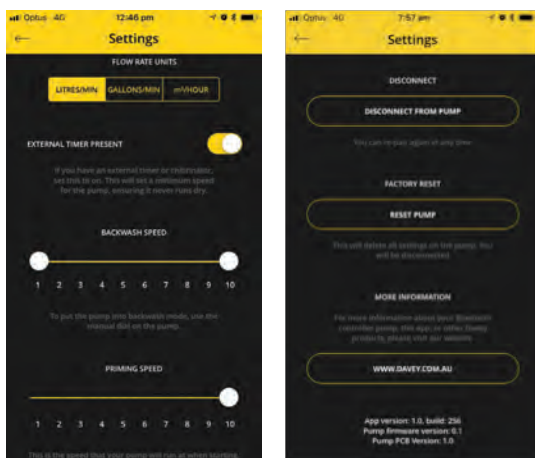 Optus 4G 12:46 pm
Settings
FLOW RATE UNITS
LITRES/MIN GALLONS/MIN m³/HOUR
EXTERNAL TIMER PRESENT
If you have an external timer or chlorinator,
set this to on. This will set a minimum speed
for the pump, ensuring it never runs dry.
BACKWASH SPEED
1 2 3 4 5 6 7 8 9 10
To put the pump into backwash mode, use the
manual dial on the pump.
PRIMING SPEED
1 2 3 4 5 6 7 8 9 10
This is the speed that your pump will run at when starting
Optus 4G 7:57 am
Settings
DISCONNECT
DISCONNECT FROM PUMP
You can re-pair again at any time
FACTORY RESET
RESET PUMP
This will delete all settings on the pump. You
will be disconnected
MORE INFORMATION
For more information about your Bluetooth
controller pump, this app, or other Davey
products, please visit our website
WWW.DAVEY.COM.AU
App version: 1.0, build: 256
Pump firmware version: 0.1
Pump PCB Version: 1.0